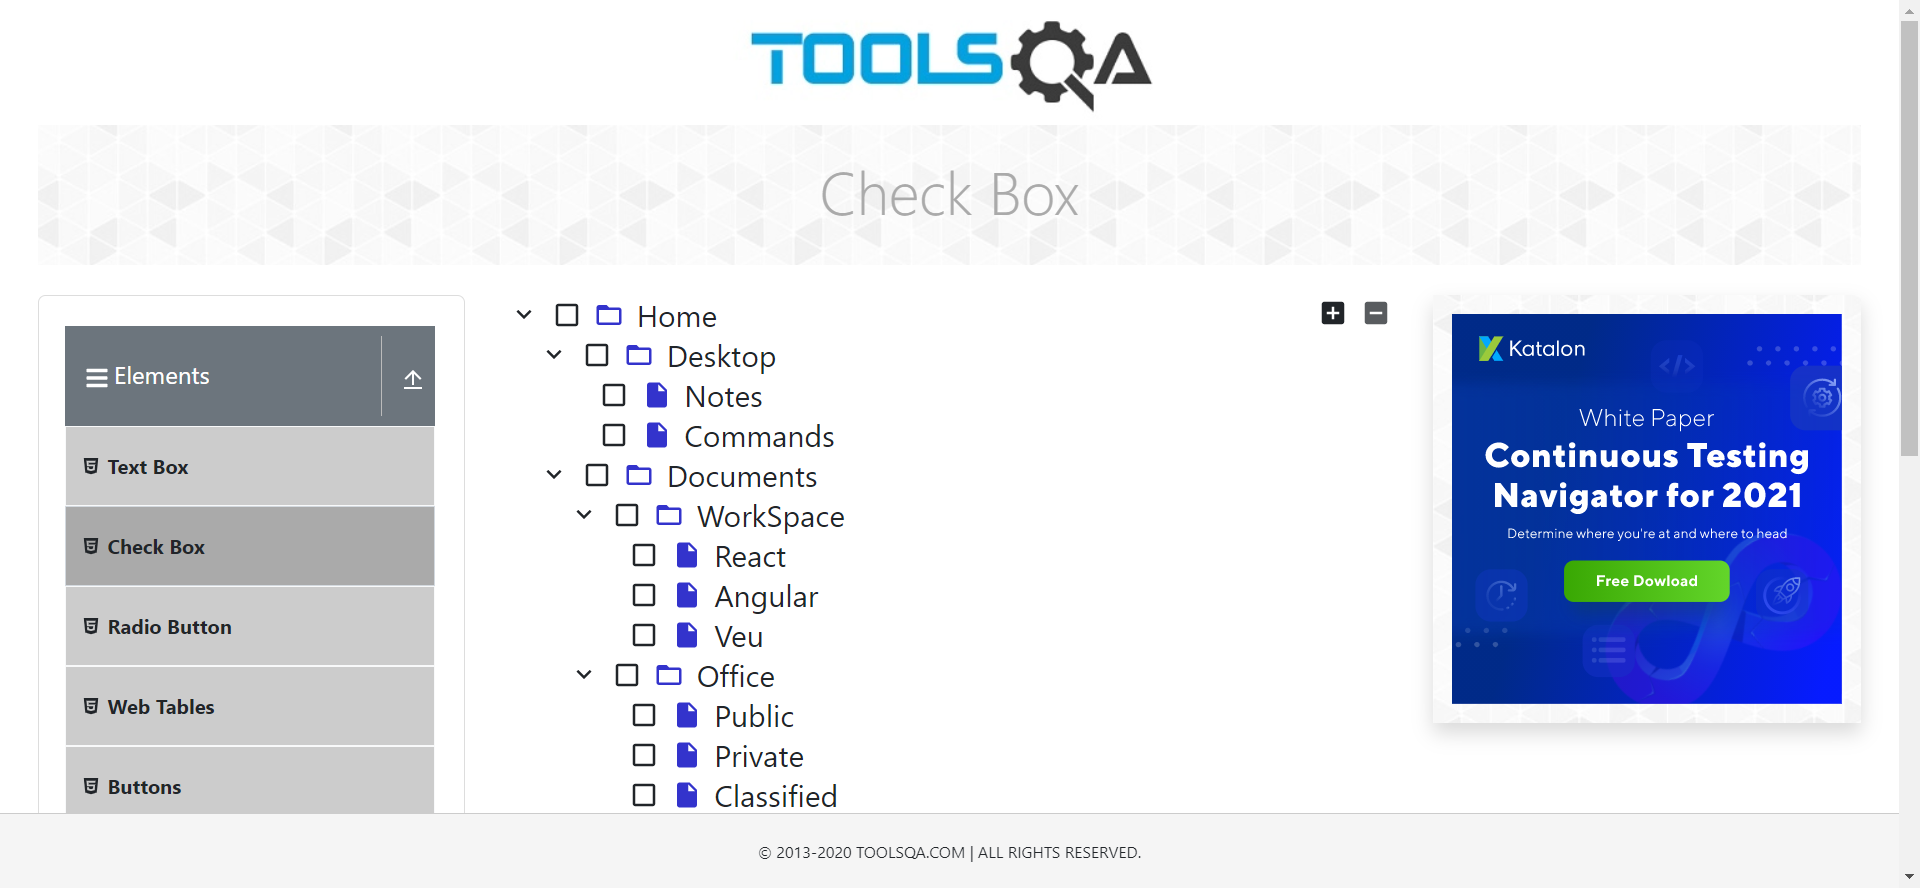 TOOLSQA
Check Box
Elements
Text Box
Check Box
Radio Button
Web Tables
Buttons
Home
Desktop
Notes
Commands
Documents
WorkSpace
React
Angular
Veu
Office
Public
Private
Classified
Katalon
White Paper
Continuous Testing
Navigator for 2021
Determine where you're at and where to head
Free Dowload
© 2013-2020 TOOLSQA.COM | ALL RIGHTS RESERVED.